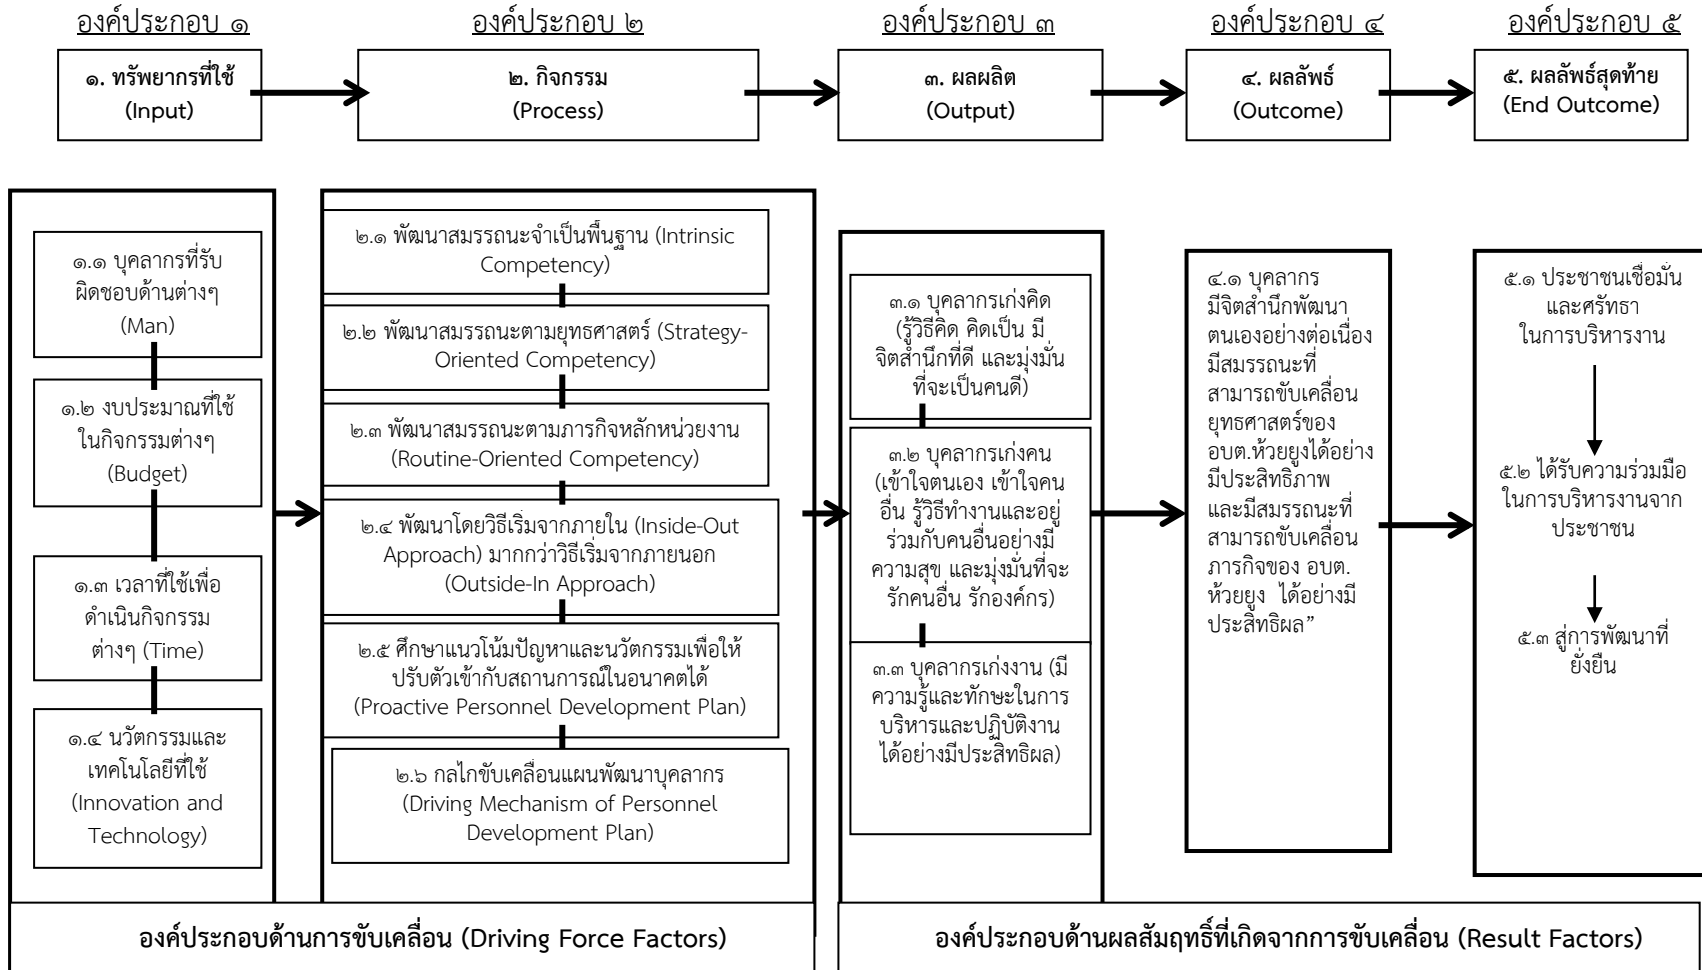 องค์ประกอบ ๑
องค์ประกอบ ๒
องค์ประกอบ ๓
องค์ประกอบ ๔
องค์ประกอบ ๕
๑. ทรัพยากรที่ใช้
(Input)
๒. กิจกรรม
(Process)
๓. ผลผลิต
(Output)
๔. ผลลัพธ์
(Outcome)
๕. ผลลัพธ์สุดท้าย
(End Outcome)
๑.๑ บุคลากรที่รับ
ผิดชอบด้านต่างๆ
(Man)
๑.๒ งบประมาณที่ใช้
ในกิจกรรมต่างๆ
(Budget)
๑.๓ เวลาที่ใช้เพื่อ
ดำเนินกิจกรรม
ต่างๆ (Time)
๑.๔ นวัตกรรมและ
เทคโนโลยีที่ใช้
(Innovation and
Technology)
๒.๑ พัฒนาสมรรถนะจำเป็นพื้นฐาน (Intrinsic
Competency)
๒.๒ พัฒนาสมรรถนะตามยุทธศาสตร์ (Strategy-
Oriented Competency)
๒.๓ พัฒนาสมรรถนะตามภารกิจหลักหน่วยงาน
(Routine-Oriented Competency)
๒.๔ พัฒนาโดยวิธีเริ่มจากภายใน (Inside-Out
Approach) มากกว่าวิธีเริ่มจากภายนอก
(Outside-In Approach)
๒.๕ ศึกษาแนวโน้มปัญหาและนวัตกรรมเพื่อให้
ปรับตัวเข้ากับสถานการณ์ในอนาคตได้
(Proactive Personnel Development Plan)
๒.๖ กลไกขับเคลื่อนแผนพัฒนาบุคลากร
(Driving Mechanism of Personnel
Development Plan)
๓.๑ บุคลากรเก่งคิด
(รู้วิธีคิด คิดเป็น มี
จิตสำนึกที่ดี และมุ่งมั่น
ที่จะเป็นคนดี)
๓.๒ บุคลากรเก่งคน
(เข้าใจตนเอง เข้าใจคน
อื่น รู้วิธีทำงานและอยู่
ร่วมกับคนอื่นอย่างมี
ความสุข และมุ่งมั่นที่จะ
รักคนอื่น รักองค์กร)
๓.๓ บุคลากรเก่งงาน (มี
ความรู้และทักษะในการ
บริหารและปฏิบัติงาน
ได้อย่างมีประสิทธิผล)
๔.๑ บุคลากร
มีจิตสำนึกพัฒนา
ตนเองอย่างต่อเนื่อง
มีสมรรถนะที่
สามารถขับเคลื่อน
ยุทธศาสตร์ของ
อบต.ห้วยยูงได้อย่าง
มีประสิทธิภาพ
และมีสมรรถนะที่
สามารถขับเคลื่อน
ภารกิจของ อบต.
ห้วยยูง ได้อย่างมี
ประสิทธิผล”
๕.๑ ประชาชนเชื่อมั่น
และศรัทธา
ในการบริหารงาน
๕.๒ ได้รับความร่วมมือ
ในการบริหารงานจาก
ประชาชน
๕.๓ สู่การพัฒนาที่
ยั่งยืน
องค์ประกอบด้านการขับเคลื่อน (Driving Force Factors)
องค์ประกอบด้านผลสัมฤทธิ์ที่เกิดจากการขับเคลื่อน (Result Factors)